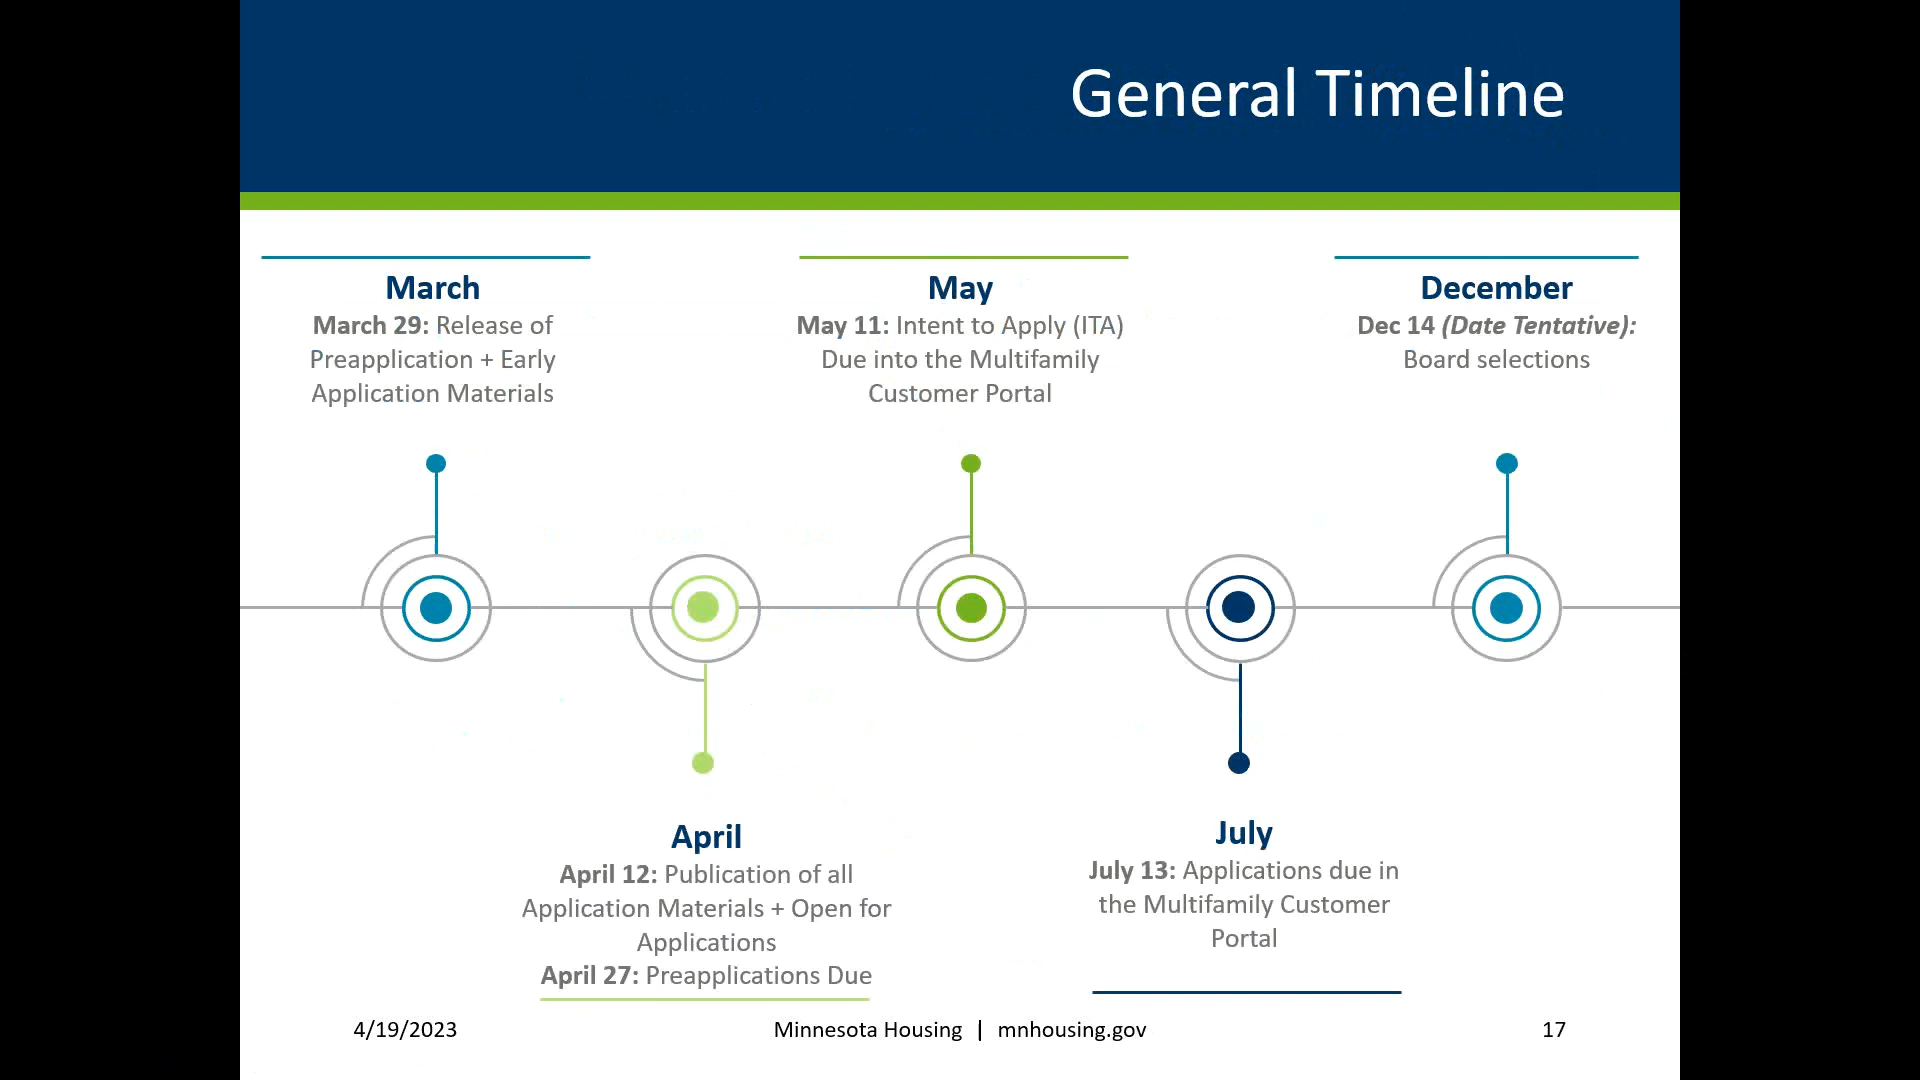 General Timeline
March
March 29: Release of
Preapplication + Early
Application Materials
May
May 11: Intent to Apply (ITA)
Due into the Multifamily
Customer Portal
December
Dec 14 (Date Tentative):
Board selections
April
April 12: Publication of all
Application Materials + Open for
Applications
April 27: Preapplications Due
July
July 13: Applications due in
the Multifamily Customer
Portal
4/19/2023
Minnesota Housing | mnhousing.gov
17